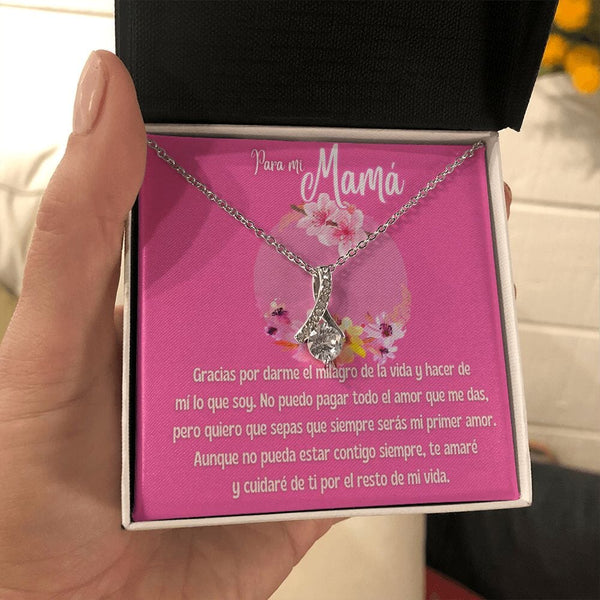 Para mi
Mamá
Gracias por darme el milagro de la vida y hacer de
mí lo que soy. No puedo pagar todo el amor que me das,
pero quiero que sepas que siempre serás mi primer amor.
Aunque no pueda estar contigo siempre, te amaré
y cuidaré de ti por el resto de mi vida.